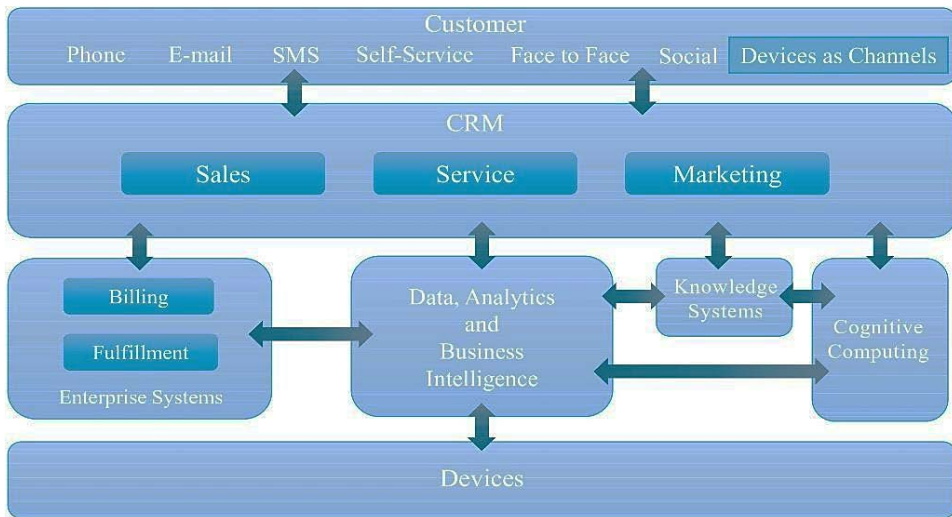 Customer
Phone E-mail SMS Self-Service Face to Face Social Devices as Channels
CRM
Sales Service Marketing
Billing
Fulfillment
Enterprise Systems
Data, Analytics
and
Business
Intelligence
Knowledge
Systems
Cognitive
Computing
Devices